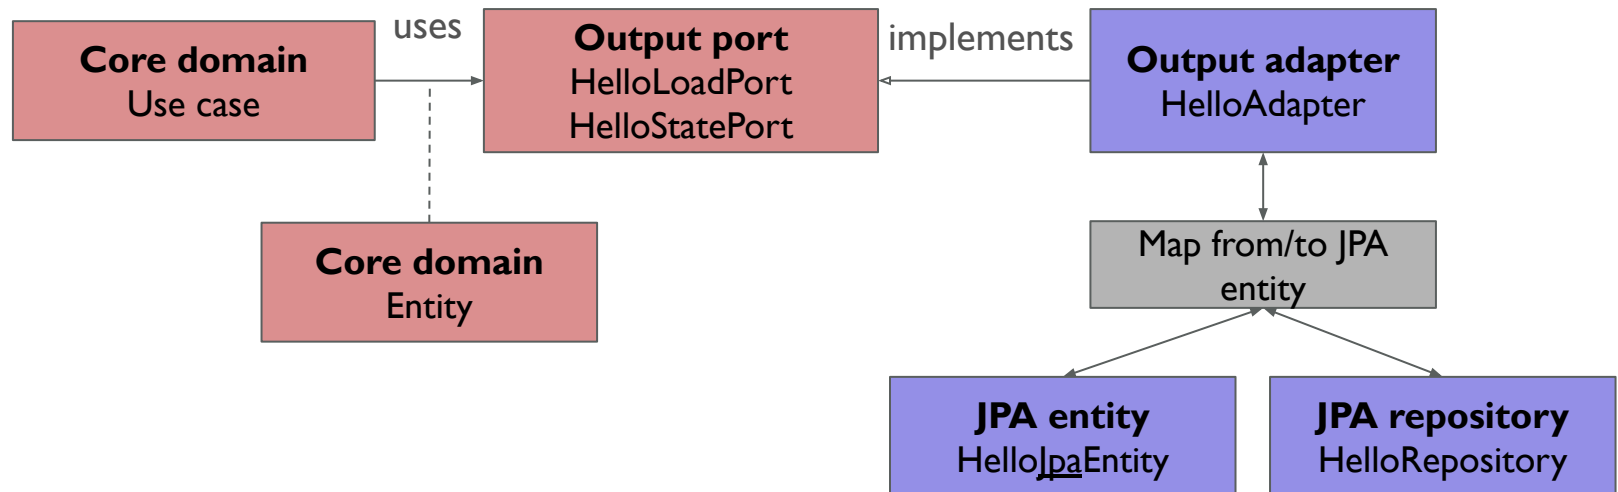 Core domain
Use case
uses
Output port
HelloLoadPort
HelloStatePort
implements
Output adapter
HelloAdapter
Core domain
Entity
Map from/to JPA
entity
JPA entity
HelloJpaEntity
JPA repository
HelloRepository